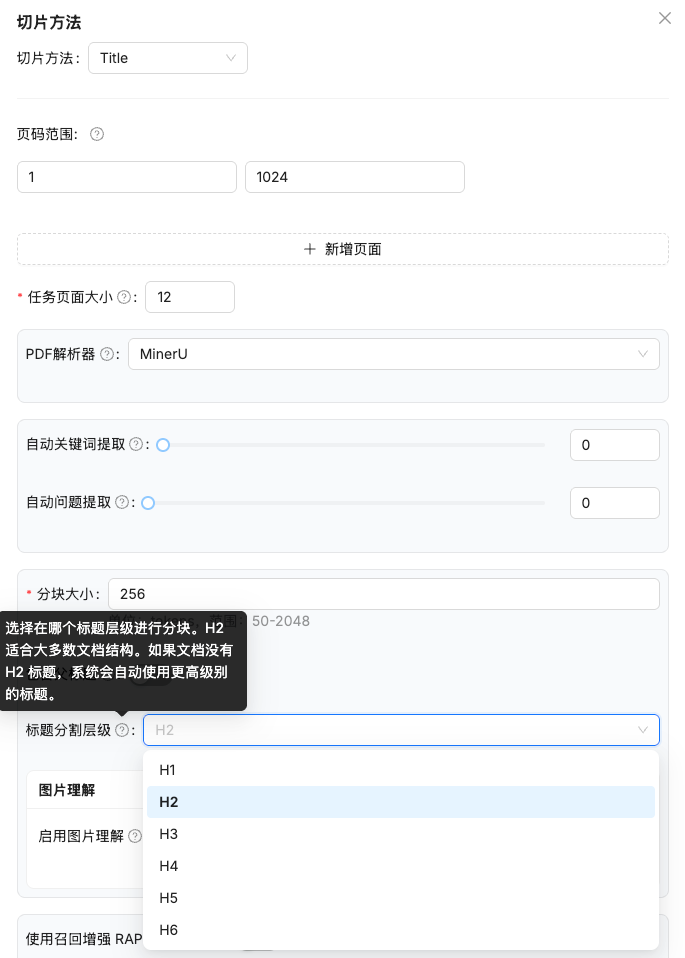 切片方法
切片方法： Title
页码范围:
1 1024
新增页面
* 任务页面大小 : 12
PDF解析器 : MinerU
自动关键词提取 : 0
自动问题提取 : 0
* 分块大小： 256
范围：50-2048
选择在哪个标题层级进行分块。H2
适合大多数文档结构。如果文档没有
H2 标题，系统会自动使用更高级别
的标题。
标题分割层级 : H2
H1
H2
H3
H4
H5
H6
图片理解
启用图片理解
使用召回增强 RAP